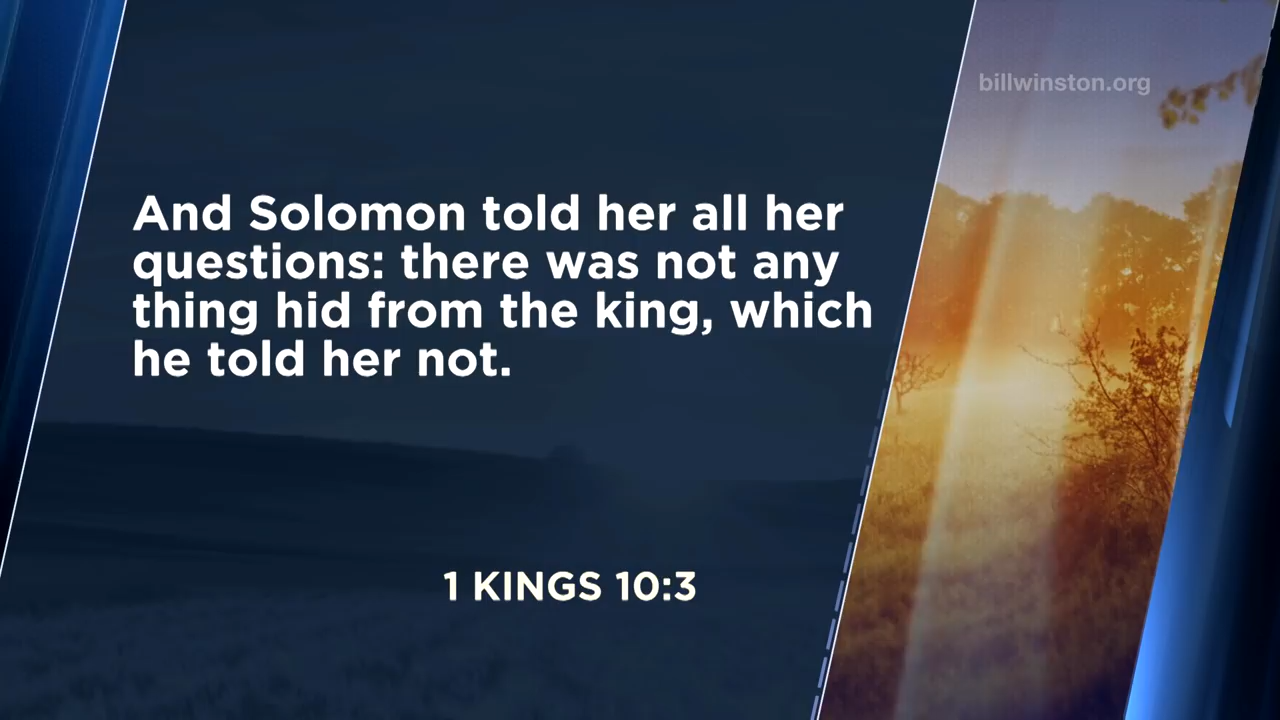 billwinston.org
And Solomon told her all her
questions: there was not any
thing hid from the king, which
he told her not.
1 KINGS 10:3